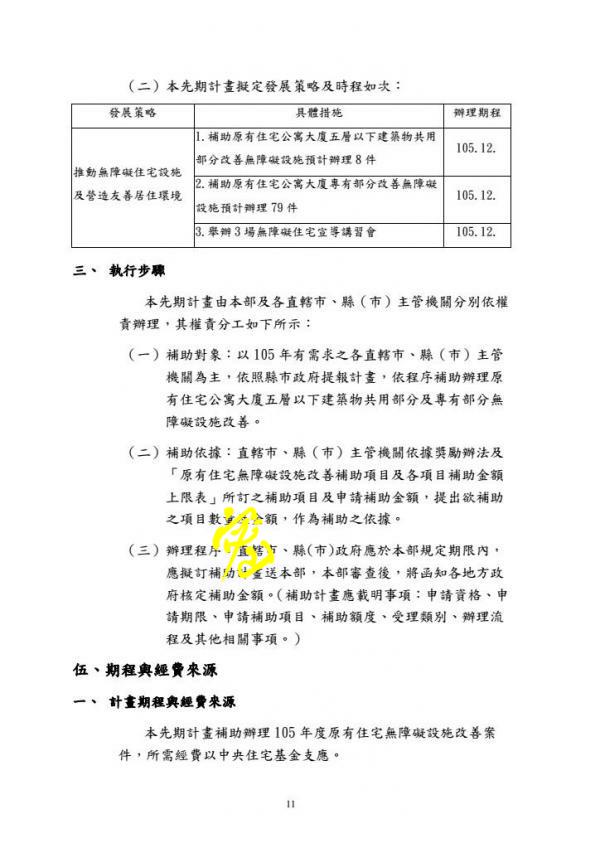 （二）本先期計畫擬定發展策略及時程如次：
發展策略 具體措施 辦理期程
推動無障礙住宅設施
及營造友善居住環境
1.補助原有住宅公寓大廈五層以下建築物共用
部分改善無障礙設施預計辦理8件
105.12.
2.補助原有住宅公寓大廈專有部分改善無障礙
設施預計辦理79件
105.12.
3.舉辦3場無障礙住宅宣導講習會 105.12.
三、 執行步驟
本先期計畫由本部及各直轄市、縣（市）主管機關分別依權
責辦理，其權責分工如下所示：
（一）補助對象：以105年有需求之各直轄市、縣（市）主管
機關為主，依照縣市政府提報計畫，依程序補助辦理原
有住宅公寓大廈五層以下建築物共用部分及專有部分無
障礙設施改善。
（二）補助依據：直轄市、縣（市）主管機關依據獎勵辦法及
「原有住宅無障礙設施改善補助項目及各項目補助金額
上限表」所訂之補助項目及申請補助金額，提出欲補助
之項目數量金額，作為補助之依據。
（三）辦理程序：直轄市、縣(市)政府應於本部規定期限內，
應擬訂補助計畫送本部，本部審查後，將函知各地方政
府核定補助金額。（補助計畫應載明事項：申請資格、申
請期限、申請補助項目、補助額度、受理類別、辦理流
程及其他相關事項。）
伍、期程與經費來源
一、 計畫期程與經費來源
本先期計畫補助辦理105年度原有住宅無障礙設施改善案
件，所需經費以中央住宅基金支應。
11